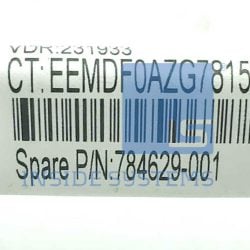 VDR:231933
CT: EEMDF0AZG7815
Spare P/N:784629-001
INSIDE SYSTEMS